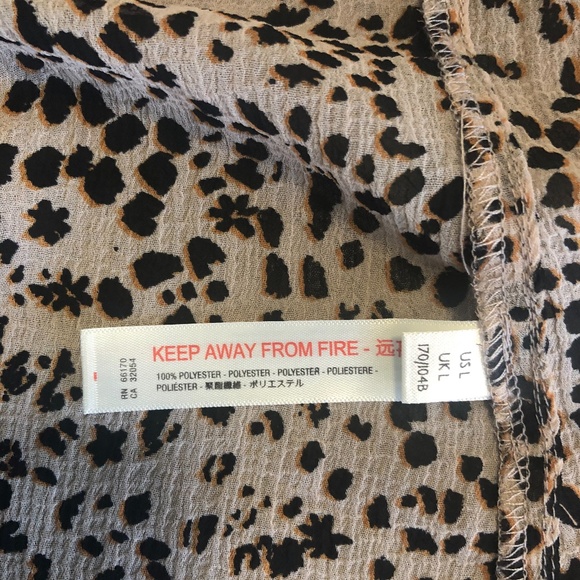 KEEP AWAY FROM FIRE - 远
100% POLYESTER - POLYESTER - POLYESTER - POLIESTERE -
POLIÉSTER - 聚酯纖維 - ポリエステル
RN 66170
CA 32054
US L
UK L
170/104B